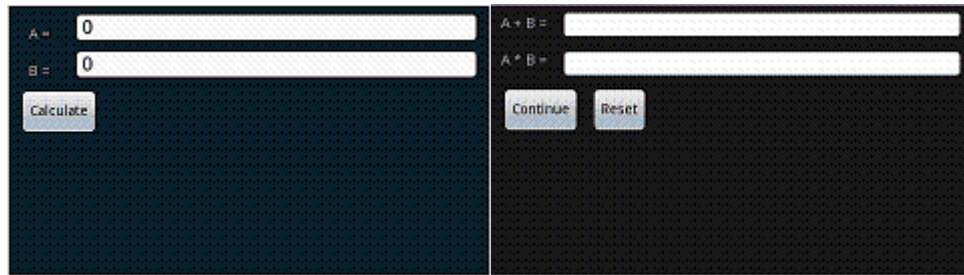 A =
0
B =
0
Calculate
A + B =
A * B =
Continue
Reset